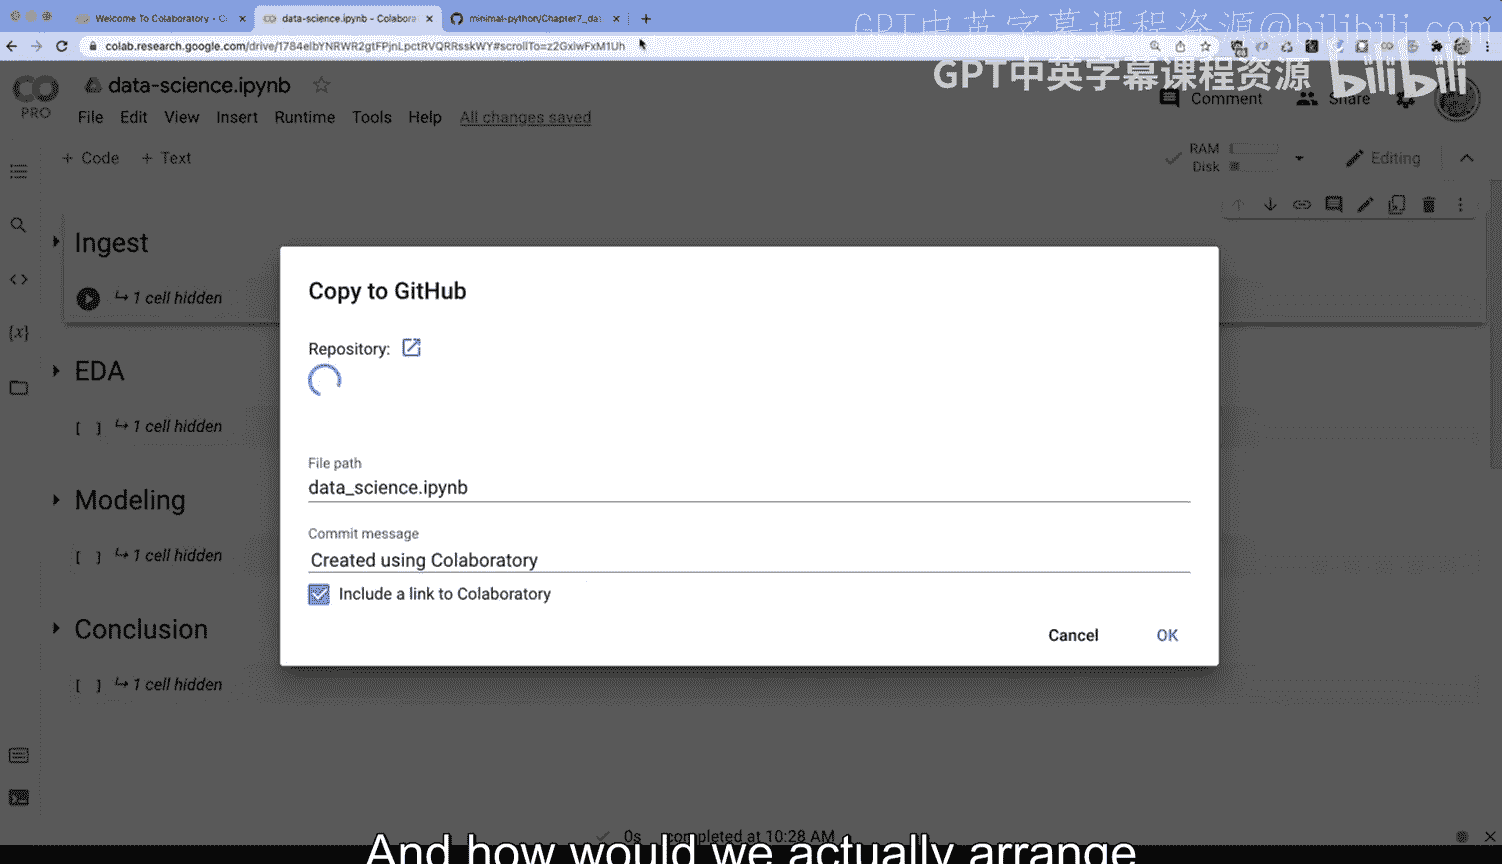 Welcome To Colaboratory - C
data-science.ipynb - Colabora
minimal-python/Chapter7_da
GPT中英字幕课程资源@bilibili.com
colab.research.google.com/drive/1784elbYNRWR2gtFPjnLpctRVQRRsskWY#scrollTo=z2GxiwFxM1Uh
GPT中英字幕课程资源 bilibili
CO
PRO
data-science.ipynb
File Edit View Insert Runtime Tools Help All changes saved
Comment Share
+ Code + Text
RAM
Disk
Editing
Ingest
1 cell hidden
Copy to GitHub
Repository:
EDA
[ ] 1 cell hidden
File path
data_science.ipynb
Modeling
Commit message
Created using Colaboratory
[ ] 1 cell hidden
Include a link to Colaboratory
Conclusion
Cancel OK
[ ] 1 cell hidden
0s completed at 10:28 AM
And how would we actually arrange